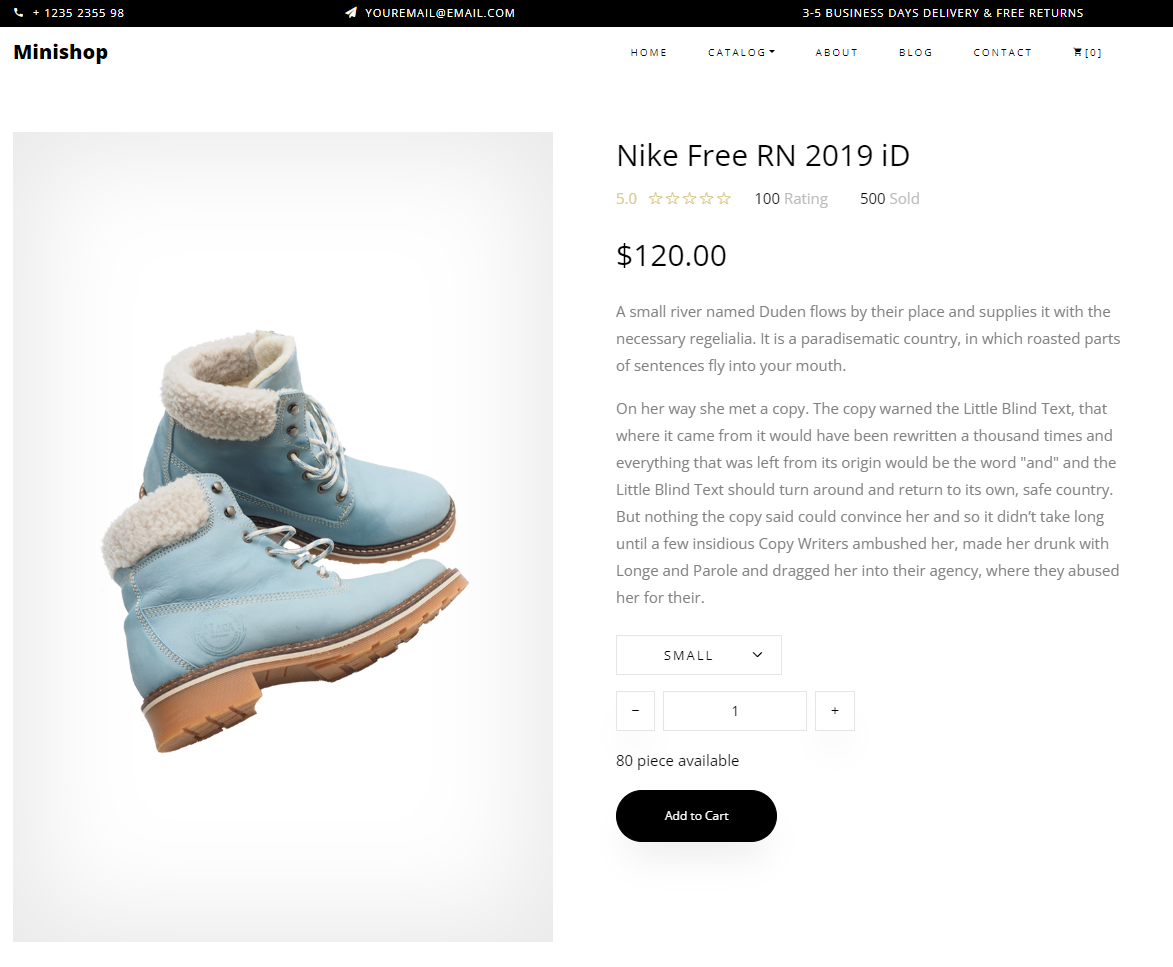 + 1235 2355 98
YOUREMAIL@EMAIL.COM
3-5 BUSINESS DAYS DELIVERY & FREE RETURNS
Minishop
HOME
CATALOG
ABOUT
BLOG
CONTACT
[0]
Nike Free RN 2019 iD
5.0 100 Rating 500 Sold
$120.00
A small river named Duden flows by their place and supplies it with the
necessary regelialia. It is a paradisematic country, in which roasted parts
of sentences fly into your mouth.
On her way she met a copy. The copy warned the Little Blind Text, that
where it came from it would have been rewritten a thousand times and
everything that was left from its origin would be the word "and" and the
Little Blind Text should turn around and return to its own, safe country.
But nothing the copy said could convince her and so it didn’t take long
until a few insidious Copy Writers ambushed her, made her drunk with
Longe and Parole and dragged her into their agency, where they abused
her for their.
SMALL
− 1 +
80 piece available
Add to Cart